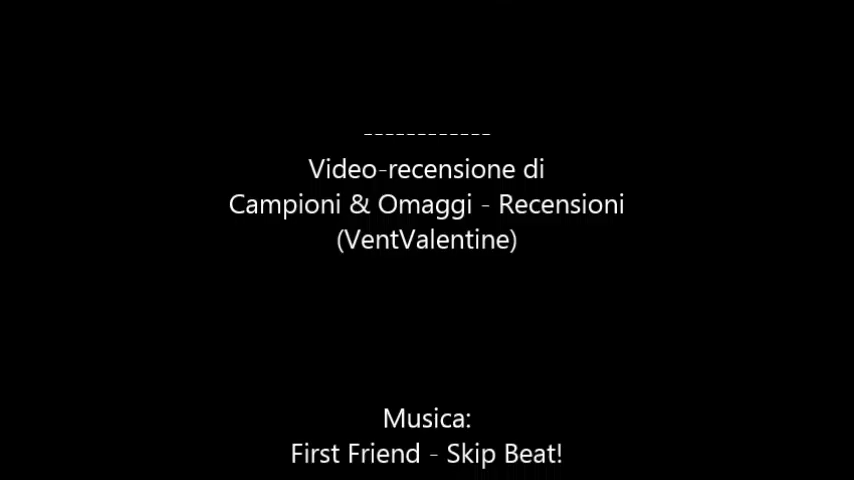 ------------
Video-recensione di
Campioni & Omaggi - Recensioni
(VentValentine)
Musica:
First Friend - Skip Beat!